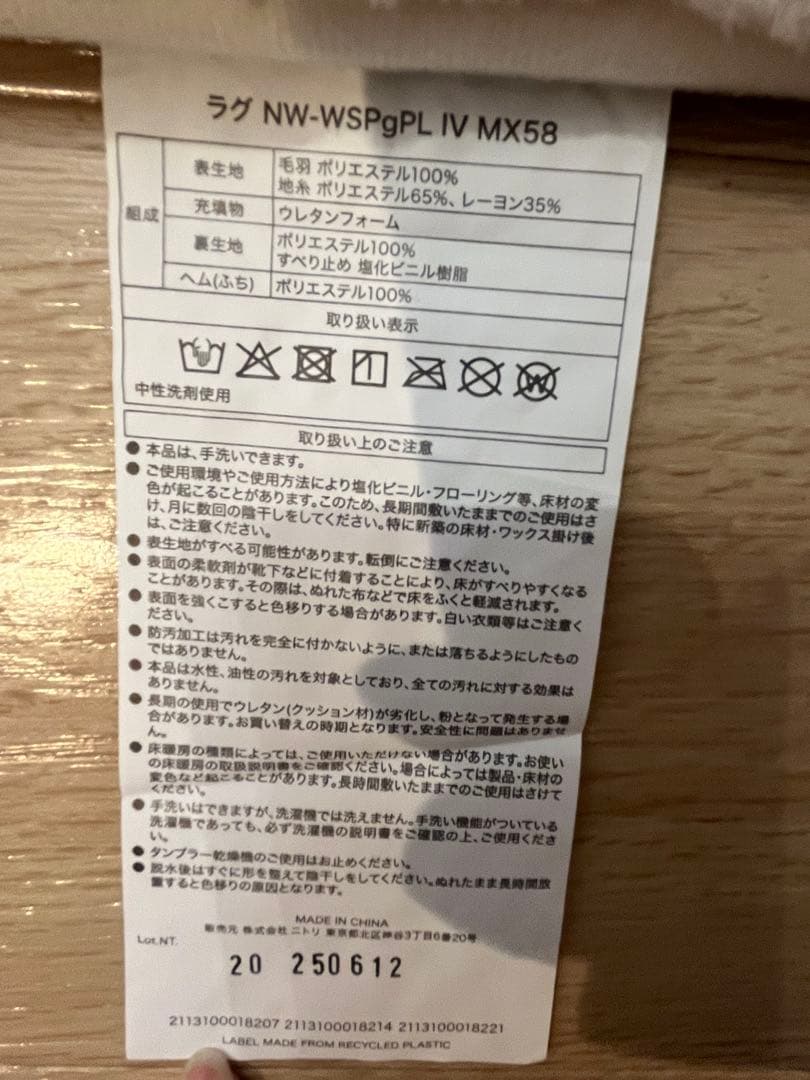 ラグ NW-WSPgPL IV MX58
組成
表生地
毛羽 ポリエステル100%
地糸 ポリエステル65%、レーヨン35%
充填物
ウレタンフォーム
裏生地
ポリエステル100%
すべり止め 塩化ビニル樹脂
ヘム(ふち)
ポリエステル100%
取り扱い表示
W
中性洗剤使用
取り扱い上のご注意
● 本品は、手洗いできます。
● ご使用環境やご使用方法により塩化ビニル・フローリング等、床材の変
色が起こることがあります。このため、長期間敷いたままでのご使用はさ
け、月に数回の陰干しをしてください。特に新築の床材・ワックス掛け後
は、ご注意ください。
● 表生地がすべる可能性があります。転倒にご注意ください。
● 表面の柔軟剤が靴下などに付着することにより、床がすべりやすくなる
ことがあります。その際は、ぬれた布などで床をふくと軽減されます。
● 表面を強くこすると色移りする場合があります。白い衣類等はご注意く
ださい。
● 防汚加工は汚れを完全に付かないように、または落ちるようにしたもの
ではありません。
● 本品は水性、油性の汚れを対象としており、全ての汚れに対する効果は
ありません。
● 長期の使用でウレタン(クッション材)が劣化し、粉となって発生する場
合があります。お買い替えの時期となります。安全性に問題はありませ
ん。
● 床暖房の種類によっては、ご使用いただけない場合があります。お使い
の床暖房の取扱説明書をご確認ください。場合によっては製品・床材の
変色など起こることがあります。長時間敷いたままでのご使用はさけて
ください。
● 手洗いはできますが、洗濯機では洗えません。手洗い機能がついている
洗濯機であっても、必ず洗濯機の説明書をご確認の上、ご使用くださ
い。
● タンブラー乾燥機のご使用はお止めください。
● 脱水後はすぐに形を整えて陰干しをしてください。ぬれたまま長時間放
置すると色移りの原因となります。
MADE IN CHINA
販売元 株式会社 ニトリ 東京都北区神谷3丁目6番20号
Lot.NT.
20 250612
2113100018207 2113100018214 2113100018221
LABEL MADE FROM RECYCLED PLASTIC